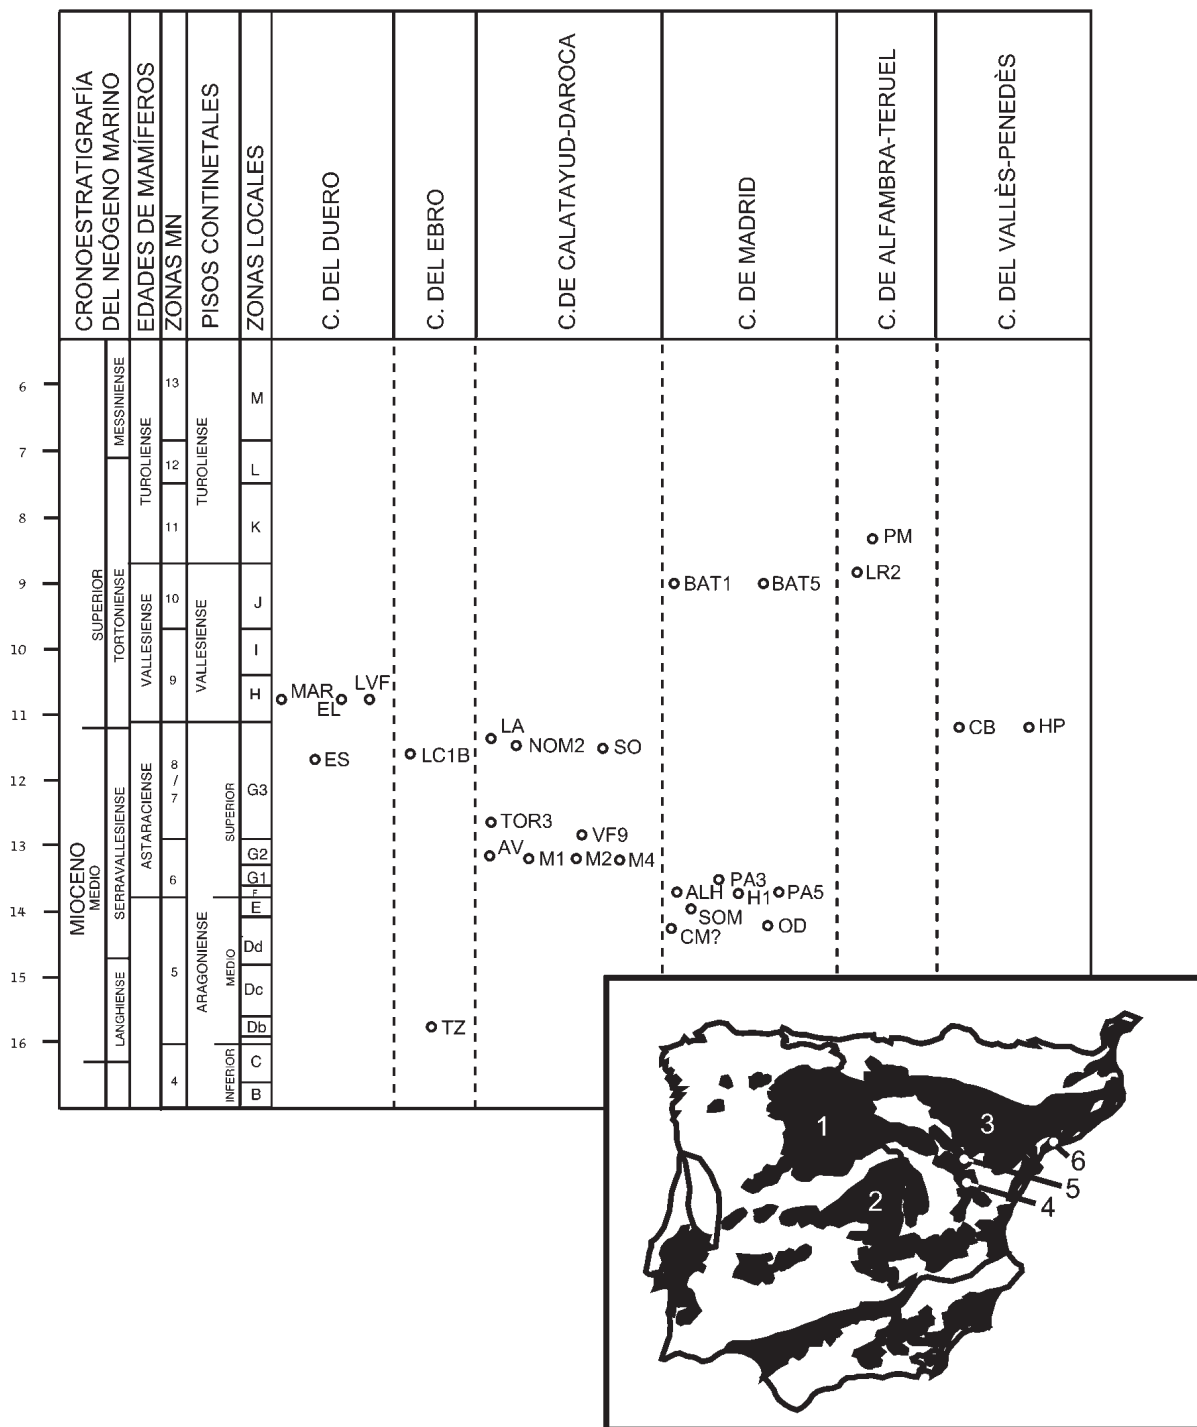 CRONOESTRATIGRAFÍA
DEL NEÓGENO MARINO
EDADES DE MAMÍFEROS
ZONAS MN
PISOS CONTINETALES
ZONAS LOCALES
C. DEL DUERO
C. DEL EBRO
C.DE CALATAYUD-DAROCA
C. DE MADRID
C. DE ALFAMBRA-TERUEL
C. DEL VALLÈS-PENEDÈS
6
7
8
9
10
11
12
13
14
15
16
MIOCENO
SUPERIOR
MEDIO
MESSINIENSE
TORTONIENSE
SERRAVALLESIENSE
LANGHIENSE
TUROLIENSE
VALLESIENSE
ASTARACIENSE
13
12
11
10
9
8
/
7
6
5
4
TUROLIENSE
VALLESIENSE
ARAGONIENSE
SUPERIOR
MEDIO
INFERIOR
M
L
K
J
I
H
G3
G2
G1
F
E
Dd
Dc
Db
C
B
MAR
EL
LVF
ES
LC1B
TZ
LA
NOM2
SO
TOR3
VF9
AV
M1
M2
M4
BAT1
BAT5
PA3
ALH
H1
PA5
SOM
CM?
OD
PM
LR2
CB
HP
1
2
3
4
5
6